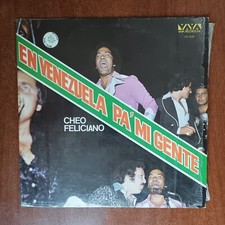 VAYA
EN VENEZUELA PA' MI GENTE
CHEO
FELICIANO